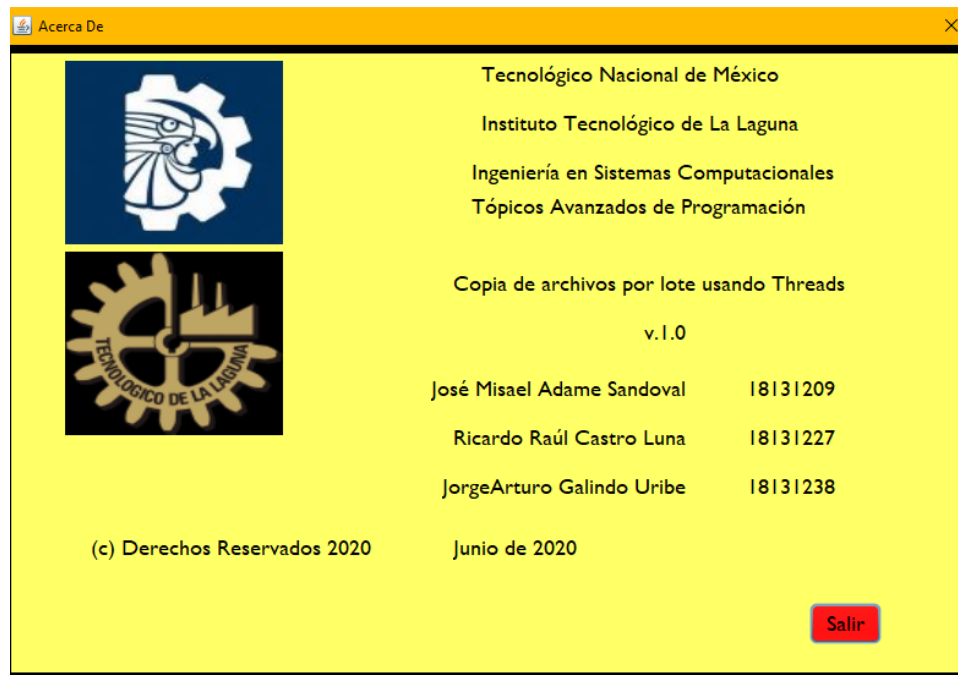 Acerca De
Tecnológico Nacional de México
Instituto Tecnológico de La Laguna
Ingeniería en Sistemas Computacionales
Tópicos Avanzados de Programación
TECNOLOGICO DE LA LAGUNA
Copia de archivos por lote usando Threads
v.1.0
José Misael Adame Sandoval 18131209
Ricardo Raúl Castro Luna 18131227
JorgeArturo Galindo Uribe 18131238
(c) Derechos Reservados 2020 Junio de 2020
Salir